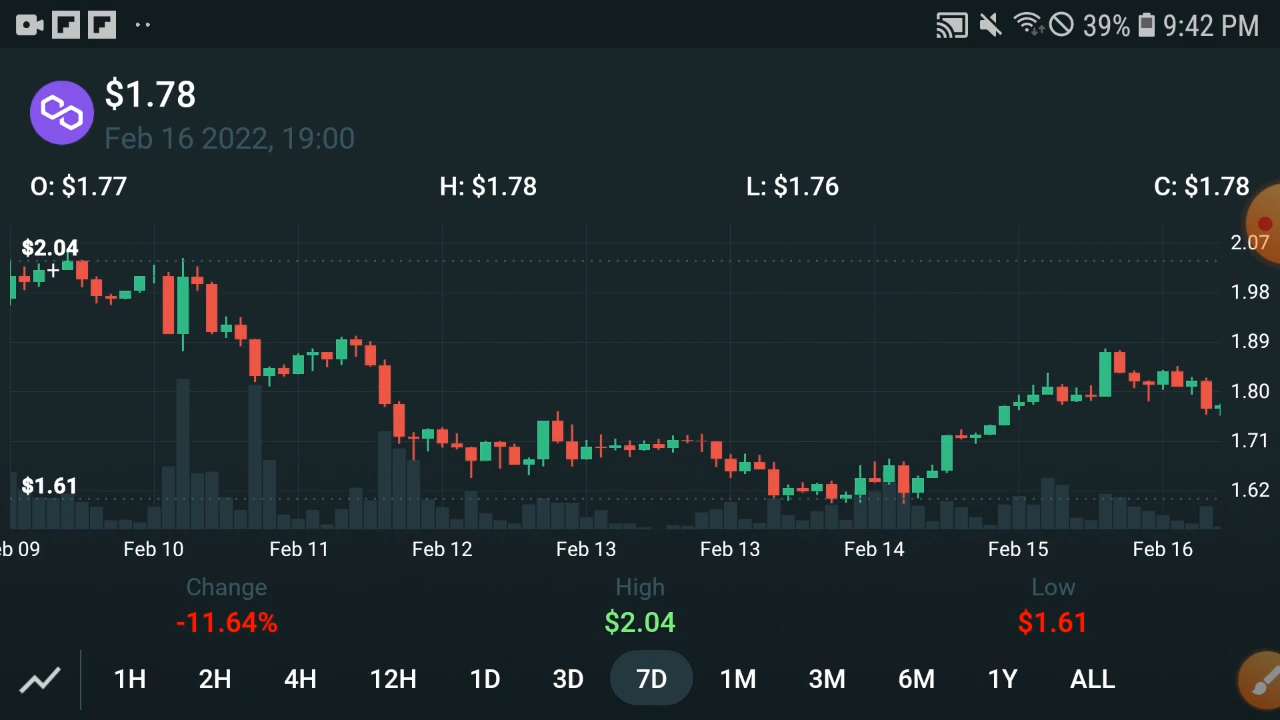 39% 9:42 PM
$1.78
Feb 16 2022, 19:00
O: $1.77 H: $1.78 L: $1.76 C: $1.78
$2.04
2.07
1.98
1.89
1.80
1.71
1.62
$1.61
b 09 Feb 10 Feb 11 Feb 12 Feb 13 Feb 13 Feb 14 Feb 15 Feb 16
Change High Low
-11.64% $2.04 $1.61
1H 2H 4H 12H 1D 3D 7D 1M 3M 6M 1Y ALL